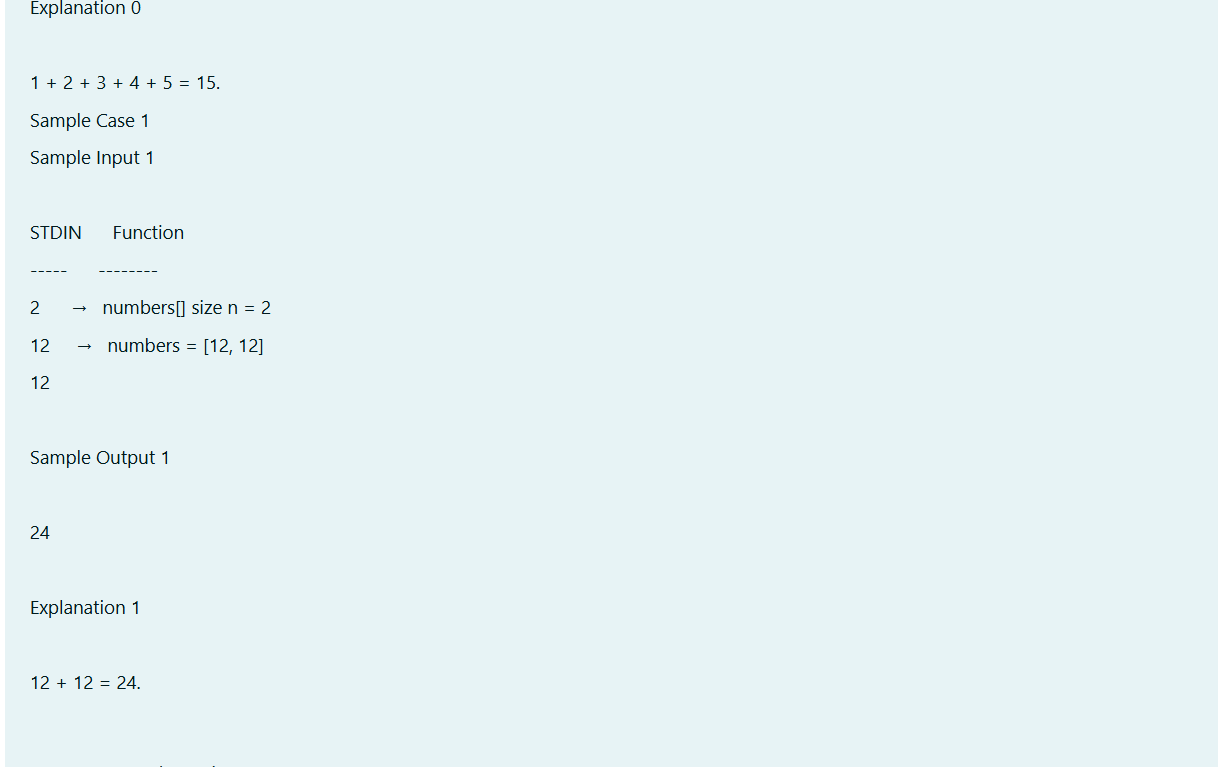 Explanation 0
1 + 2 + 3 + 4 + 5 = 15.
Sample Case 1
Sample Input 1
STDIN Function
----- --------
2 → numbers[] size n = 2
12 → numbers = [12, 12]
12
Sample Output 1
24
Explanation 1
12 + 12 = 24.